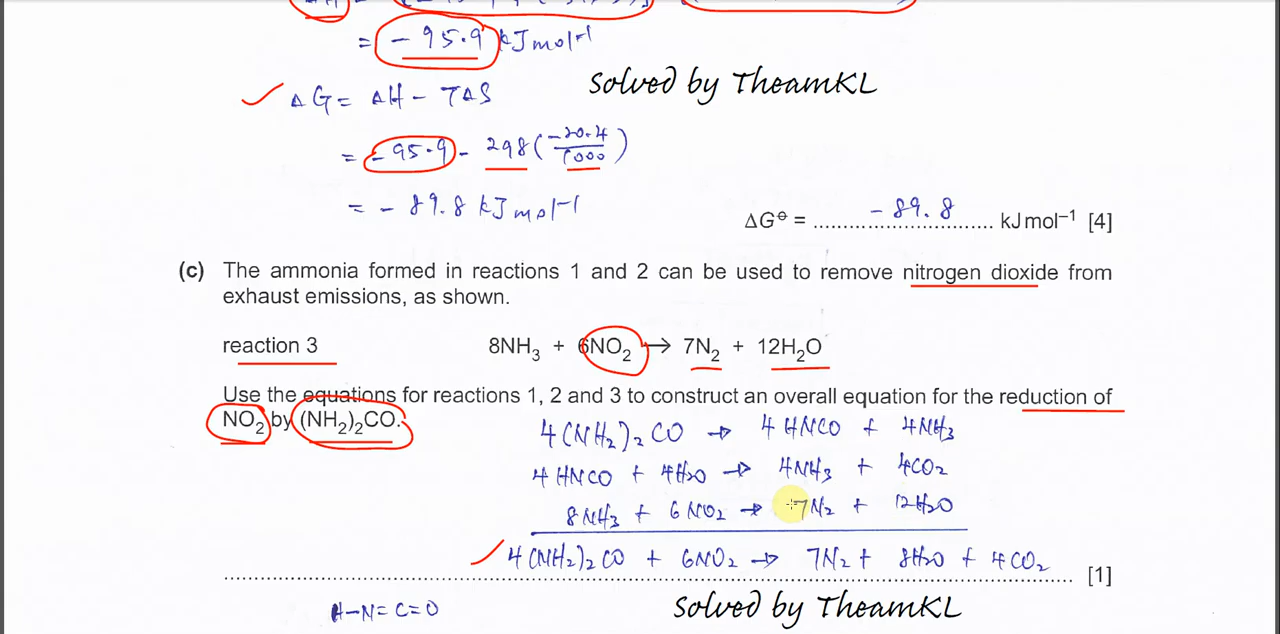 = -95.9 kJmol⁻¹
Solved by TheamKL
ΔG = ΔH - TΔS
= -95.9 - 298(-20.4/1000)
= -89.8 kJmol⁻¹
ΔG⦵ = ...... -89.8 ...... kJ mol⁻¹ [4]
(c) The ammonia formed in reactions 1 and 2 can be used to remove nitrogen dioxide from
exhaust emissions, as shown.
reaction 3 8NH₃ + 6NO₂ → 7N₂ + 12H₂O
Use the equations for reactions 1, 2 and 3 to construct an overall equation for the reduction of
NO₂ by (NH₂)₂CO.
4(NH₂)₂CO → 4HNCO + 4NH₃
4HNCO + 4H₂O → 4NH₃ + 4CO₂
8NH₃ + 6NO₂ → 7N₂ + 12H₂O
4(NH₂)₂CO + 6NO₂ → 7N₂ + 8H₂O + 4CO₂
[1]
H-N=C=O
Solved by TheamKL